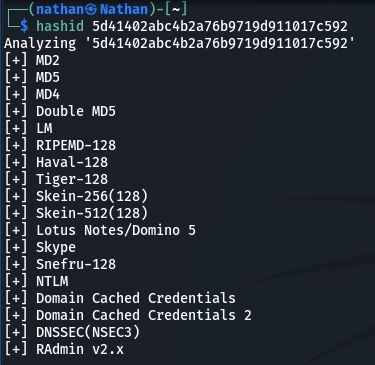 ┌──(nathan㉿Nathan)-[~]
└─$ hashid 5d41402abc4b2a76b9719d911017c592
Analyzing '5d41402abc4b2a76b9719d911017c592'
[+] MD2
[+] MD5
[+] MD4
[+] Double MD5
[+] LM
[+] RIPEMD-128
[+] Haval-128
[+] Tiger-128
[+] Skein-256(128)
[+] Skein-512(128)
[+] Lotus Notes/Domino 5
[+] Skype
[+] Snefru-128
[+] NTLM
[+] Domain Cached Credentials
[+] Domain Cached Credentials 2
[+] DNSSEC(NSEC3)
[+] RAdmin v2.x